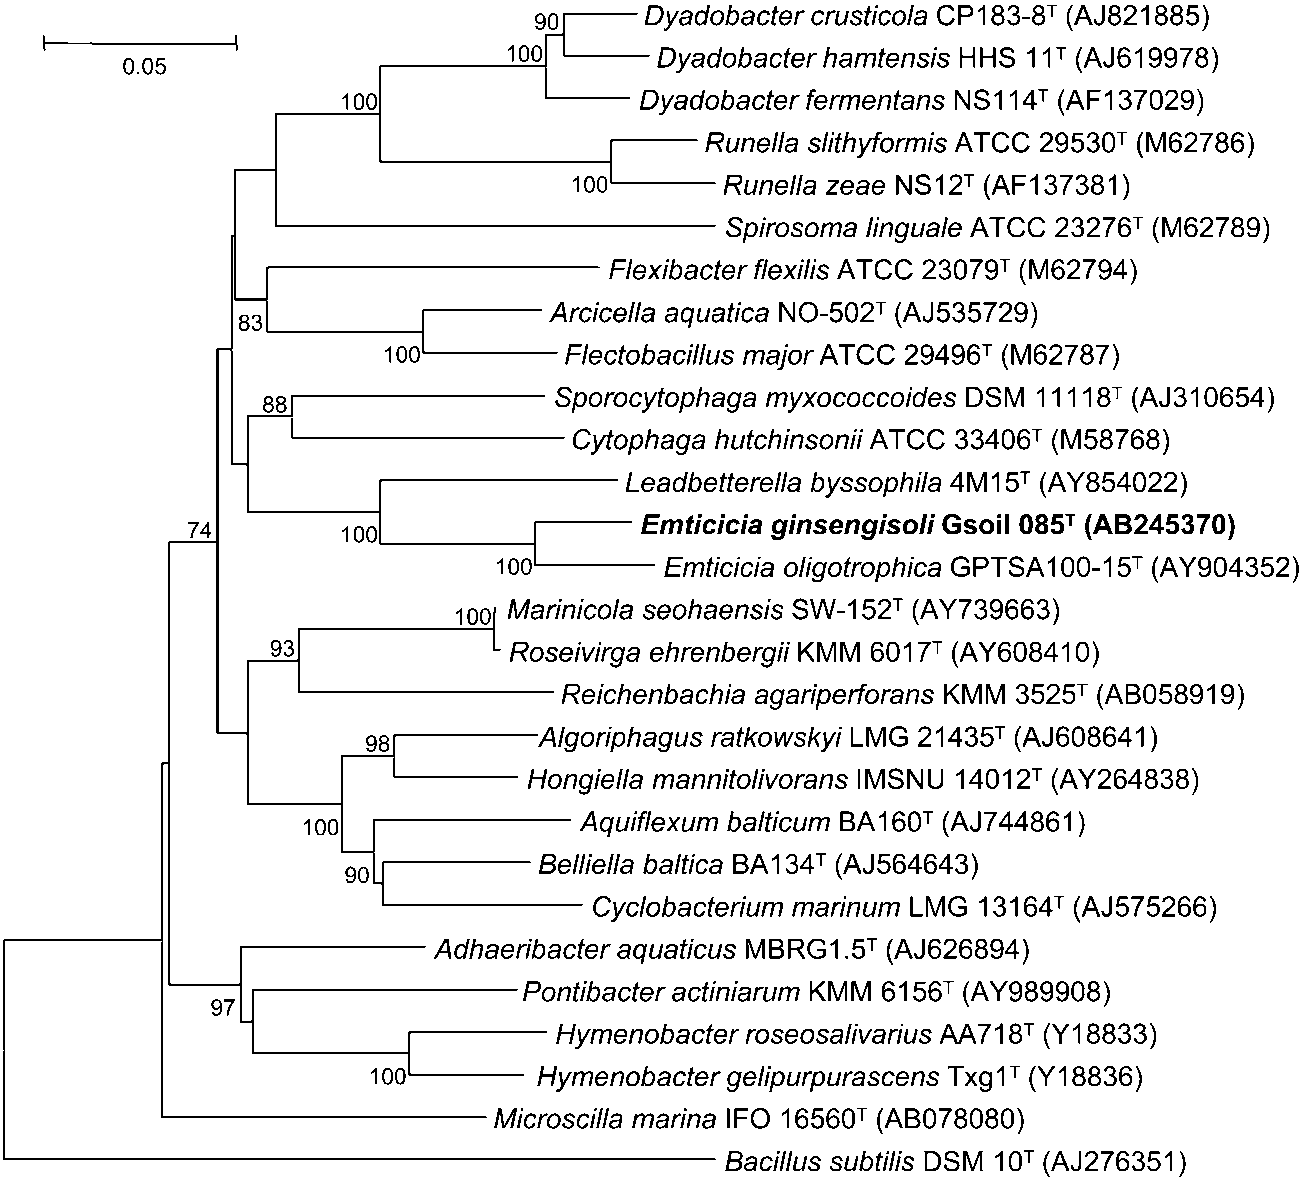 90
Dyadobacter crusticola CP183-8ᵀ (AJ821885)
0.05
100
Dyadobacter hamtensis HHS 11ᵀ (AJ619978)
100
Dyadobacter fermentans NS114ᵀ (AF137029)
Runella slithyformis ATCC 29530ᵀ (M62786)
100
Runella zeae NS12ᵀ (AF137381)
Spirosoma linguale ATCC 23276ᵀ (M62789)
Flexibacter flexilis ATCC 23079ᵀ (M62794)
83
Arcicella aquatica NO-502ᵀ (AJ535729)
100
Flectobacillus major ATCC 29496ᵀ (M62787)
88
Sporocytophaga myxococcoides DSM 11118ᵀ (AJ310654)
Cytophaga hutchinsonii ATCC 33406ᵀ (M58768)
Leadbetterella byssophila 4M15ᵀ (AY854022)
74
100
Emticicia ginsengisoli Gsoil 085ᵀ (AB245370)
100
Emticicia oligotrophica GPTSA100-15ᵀ (AY904352)
100
Marinicola seohaensis SW-152ᵀ (AY739663)
93
Roseivirga ehrenbergii KMM 6017ᵀ (AY608410)
Reichenbachia agariperforans KMM 3525ᵀ (AB058919)
98
Algoriphagus ratkowskyi LMG 21435ᵀ (AJ608641)
Hongiella mannitolivorans IMSNU 14012ᵀ (AY264838)
100
Aquiflexum balticum BA160ᵀ (AJ744861)
90
Belliella baltica BA134ᵀ (AJ564643)
Cyclobacterium marinum LMG 13164ᵀ (AJ575266)
Adhaeribacter aquaticus MBRG1.5ᵀ (AJ626894)
97
Pontibacter actiniarum KMM 6156ᵀ (AY989908)
Hymenobacter roseosalivarius AA718ᵀ (Y18833)
100
Hymenobacter gelipurpurascens Txg1ᵀ (Y18836)
Microscilla marina IFO 16560ᵀ (AB078080)
Bacillus subtilis DSM 10ᵀ (AJ276351)